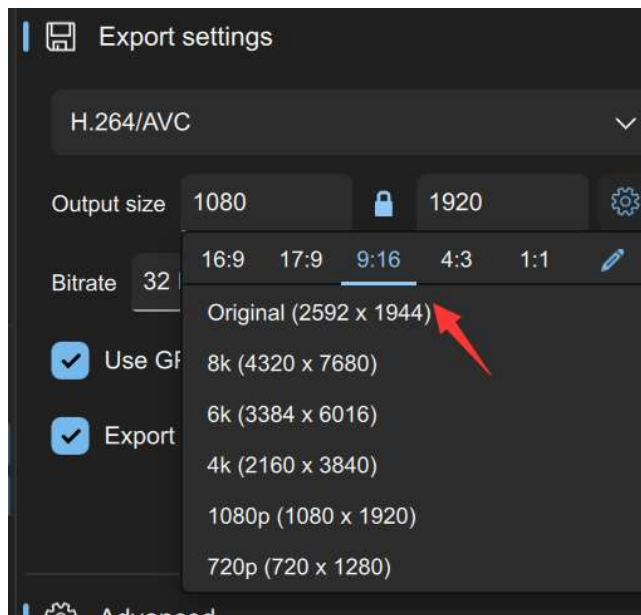 Export settings
H.264/AVC
Output size 1080 1920
16:9 17:9 9:16 4:3 1:1
Bitrate 32
Original (2592 x 1944)
Use
8k (4320 x 7680)
6k (3384 x 6016)
Export
4k (2160 x 3840)
1080p (1080 x 1920)
720p (720 x 1280)
Advanced